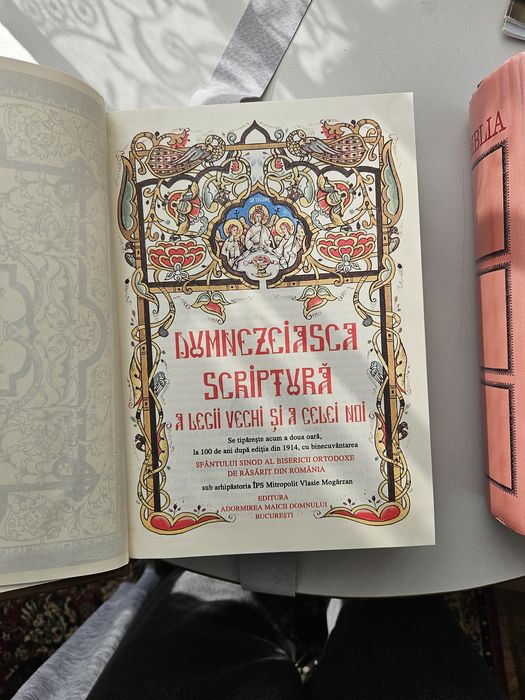 DUMNEZEIASCA
SCRIPTURĂ
A LEGII VECHI ȘI A CELEI NOI
Se tipărește acum a doua oară,
la 100 de ani după ediția din 1914, cu binecuvântarea
SFÂNTULUI SINOD AL BISERICII ORTODOXE
DE RĂSĂRIT DIN ROMÂNIA
sub arhipăstoria ÎPS Mitropolit Vlasie Mogârzan
EDITURA
ADORMIREA MAICII DOMNULUI
BUCUREȘTI